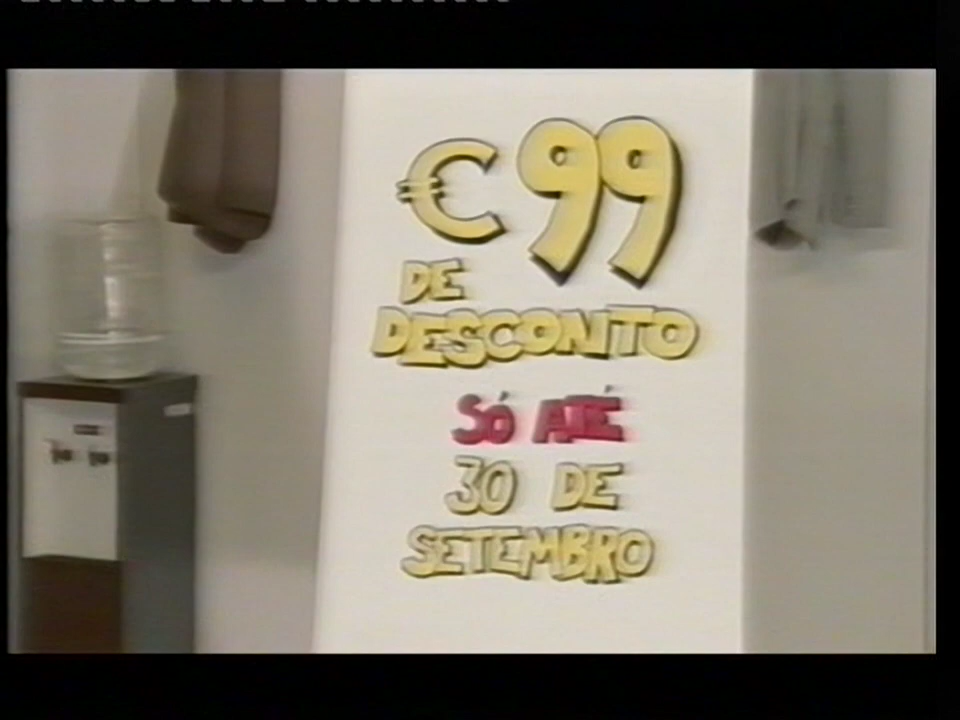 €99
DE
DESCONTO
SÓ ATÉ
30 DE
SETEMBRO